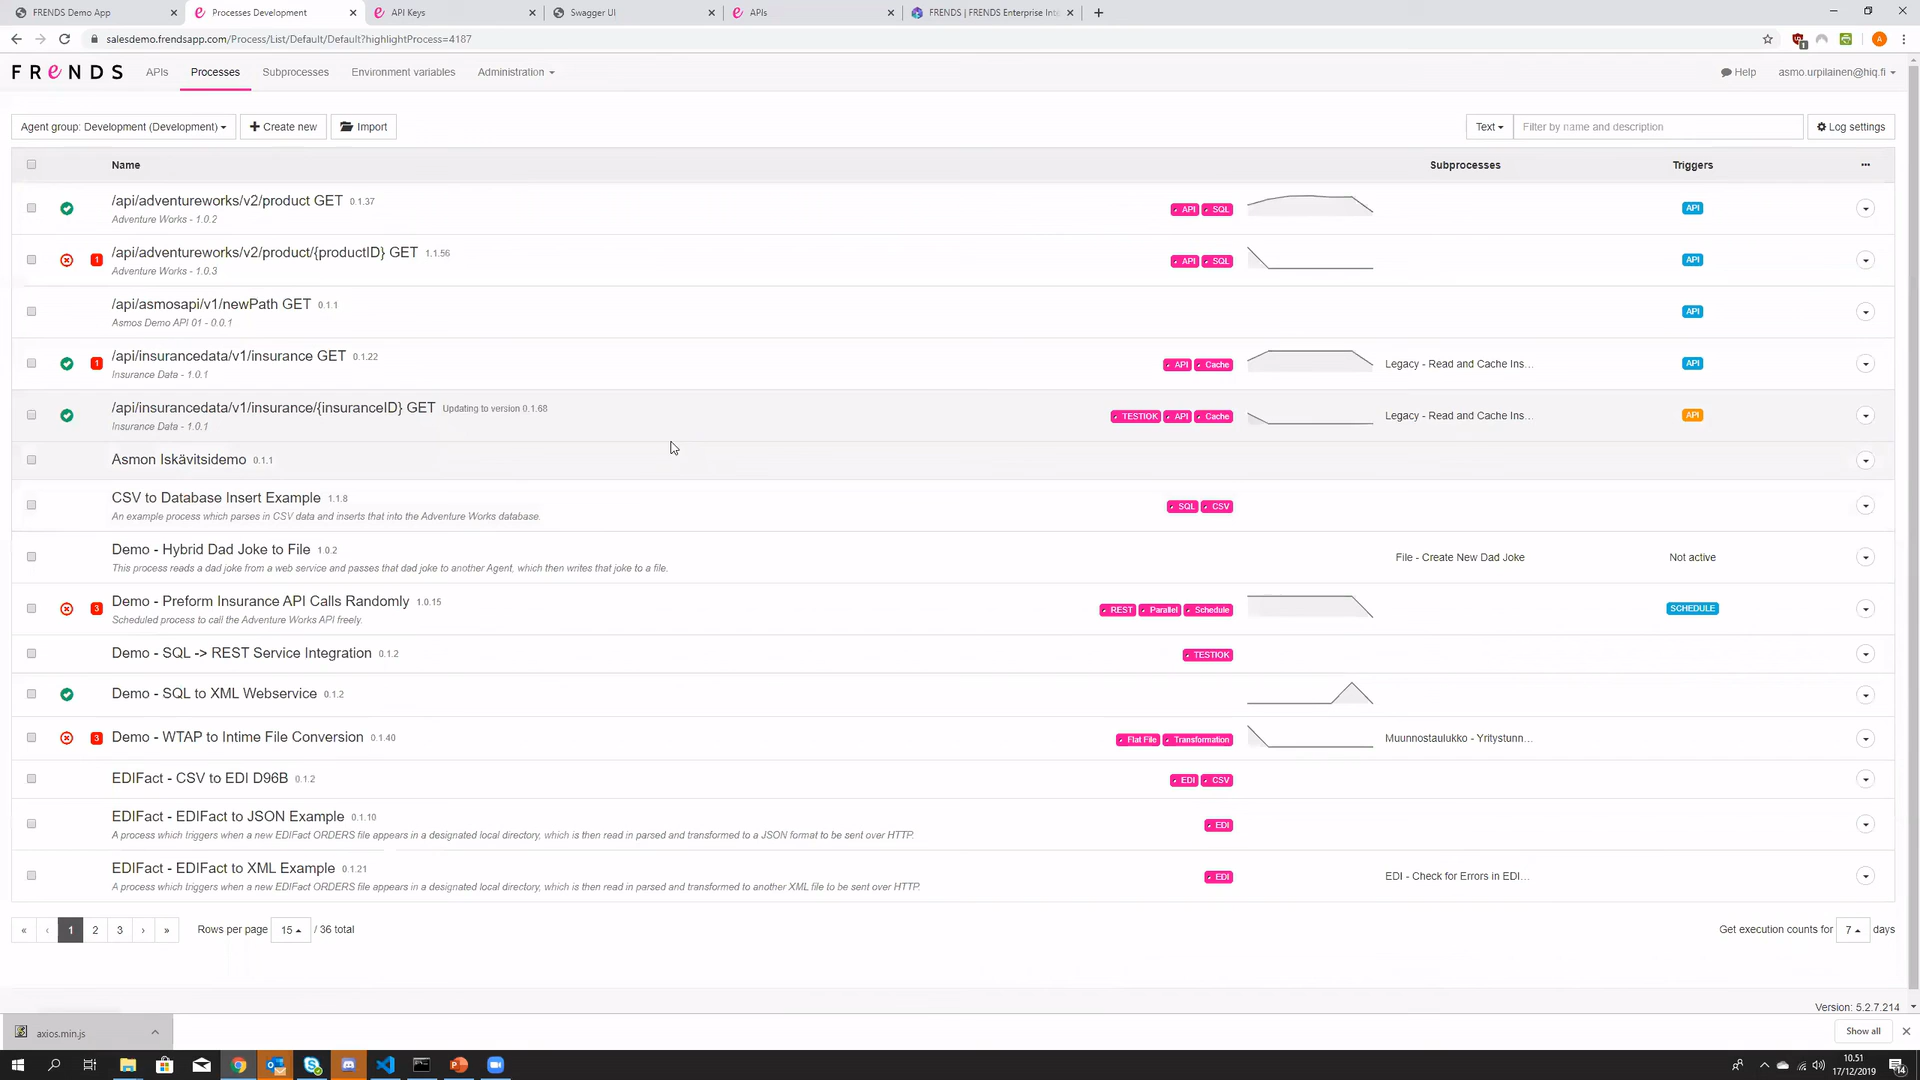 FRENDS Demo App
Processes Development
API Keys
Swagger UI
APIs
FRENDS | FRENDS Enterprise Int
salesdemo.frendsapp.com/Process/List/Default/Default?highlightProcess=4187
FRENDS APIs Processes Subprocesses Environment variables Administration
Help asmo.urpilainen@hiq.fi
Agent group: Development (Development) Create new Import
Text Filter by name and description Log settings
Name Subprocesses Triggers
/api/adventureworks/v2/product GET 0.1.37
Adventure Works - 1.0.2
API SQL API
1 /api/adventureworks/v2/product/{productID} GET 1.1.56
Adventure Works - 1.0.3
API SQL API
/api/asmosapi/v1/newPath GET 0.1.1
Asmos Demo API 01 - 0.0.1
API
1 /api/insurancedata/v1/insurance GET 0.1.22
Insurance Data - 1.0.1
API Cache Legacy - Read and Cache Ins... API
/api/insurancedata/v1/insurance/{insuranceID} GET Updating to version 0.1.68
Insurance Data - 1.0.1
TESTIOK API Cache Legacy - Read and Cache Ins... API
Asmon Iskävitsidemo 0.1.1
CSV to Database Insert Example 1.1.8
An example process which parses in CSV data and inserts that into the Adventure Works database.
SQL CSV
Demo - Hybrid Dad Joke to File 1.0.2
This process reads a dad joke from a web service and passes that dad joke to another Agent, which then writes that joke to a file.
File - Create New Dad Joke Not active
3 Demo - Preform Insurance API Calls Randomly 1.0.15
Scheduled process to call the Adventure Works API freely.
REST Parallel Schedule SCHEDULE
Demo - SQL -> REST Service Integration 0.1.2
TESTIOK
Demo - SQL to XML Webservice 0.1.2
3 Demo - WTAP to Intime File Conversion 0.1.40
Flat File Transformation Muunnostaulukko - Yritystunn...
EDIFact - CSV to EDI D96B 0.1.2
EDI CSV
EDIFact - EDIFact to JSON Example 0.1.10
A process which triggers when a new EDIFact ORDERS file appears in a designated local directory, which is then read in parsed and transformed to a JSON format to be sent over HTTP.
EDI
EDIFact - EDIFact to XML Example 0.1.21
A process which triggers when a new EDIFact ORDERS file appears in a designated local directory, which is then read in parsed and transformed to another XML file to be sent over HTTP.
EDI EDI - Check for Errors in EDI...
« ‹ 1 2 3 › » Rows per page 15 / 36 total
Get execution counts for 7 days
Version: 5.2.7.214
axios.min.js
Show all
10.51
17/12/2019
14